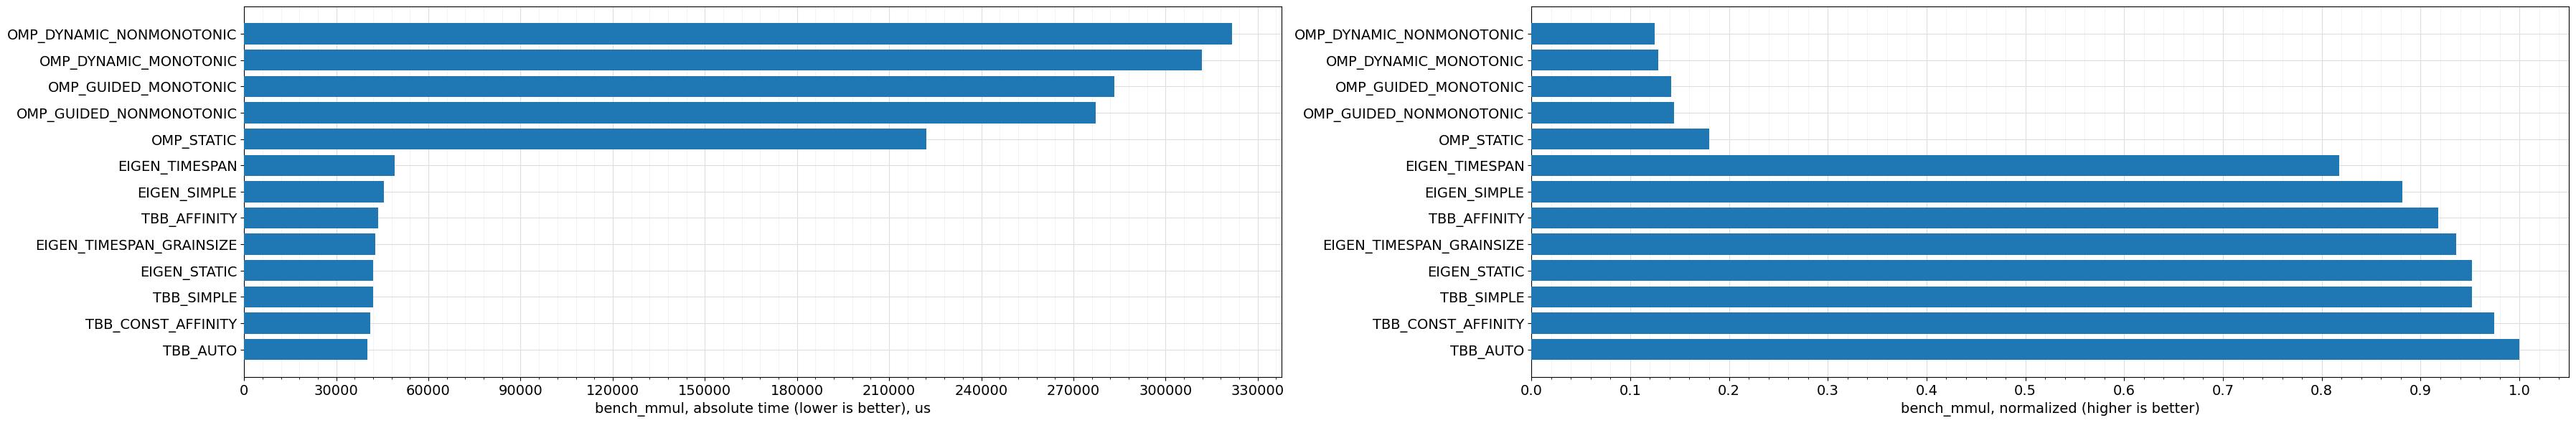 OMP_DYNAMIC_NONMONOTONIC
OMP_DYNAMIC_MONOTONIC
OMP_GUIDED_MONOTONIC
OMP_GUIDED_NONMONOTONIC
OMP_STATIC
EIGEN_TIMESPAN
EIGEN_SIMPLE
TBB_AFFINITY
EIGEN_TIMESPAN_GRAINSIZE
EIGEN_STATIC
TBB_SIMPLE
TBB_CONST_AFFINITY
TBB_AUTO
0 30000 60000 90000 120000 150000 180000 210000 240000 270000 300000 330000
bench_mmul, absolute time (lower is better), us
OMP_DYNAMIC_NONMONOTONIC
OMP_DYNAMIC_MONOTONIC
OMP_GUIDED_MONOTONIC
OMP_GUIDED_NONMONOTONIC
OMP_STATIC
EIGEN_TIMESPAN
EIGEN_SIMPLE
TBB_AFFINITY
EIGEN_TIMESPAN_GRAINSIZE
EIGEN_STATIC
TBB_SIMPLE
TBB_CONST_AFFINITY
TBB_AUTO
0.0 0.1 0.2 0.3 0.4 0.5 0.6 0.7 0.8 0.9 1.0
bench_mmul, normalized (higher is better)